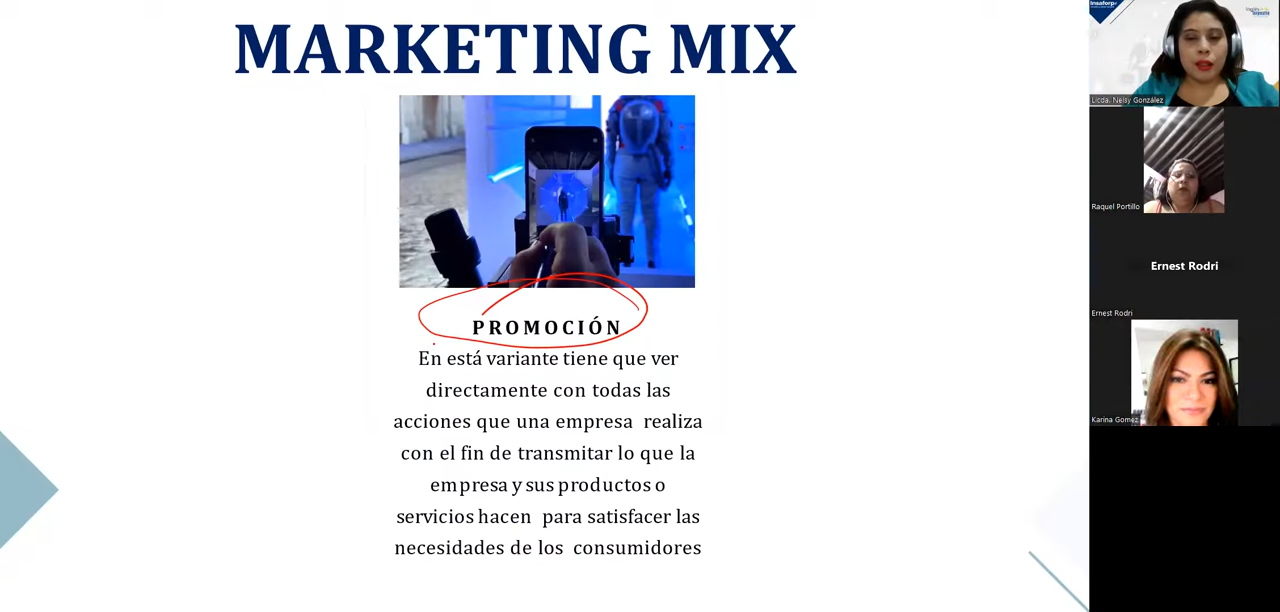 MARKETING MIX
PROMOCIÓN
En está variante tiene que ver
directamente con todas las
acciones que una empresa realiza
con el fin de transmitar lo que la
empresa y sus productos o
servicios hacen para satisfacer las
necesidades de los consumidores
Insaforp
Licda. Nelsy González
Raquel Portillo
Ernest Rodri
Ernest Rodri
Karina Gomez